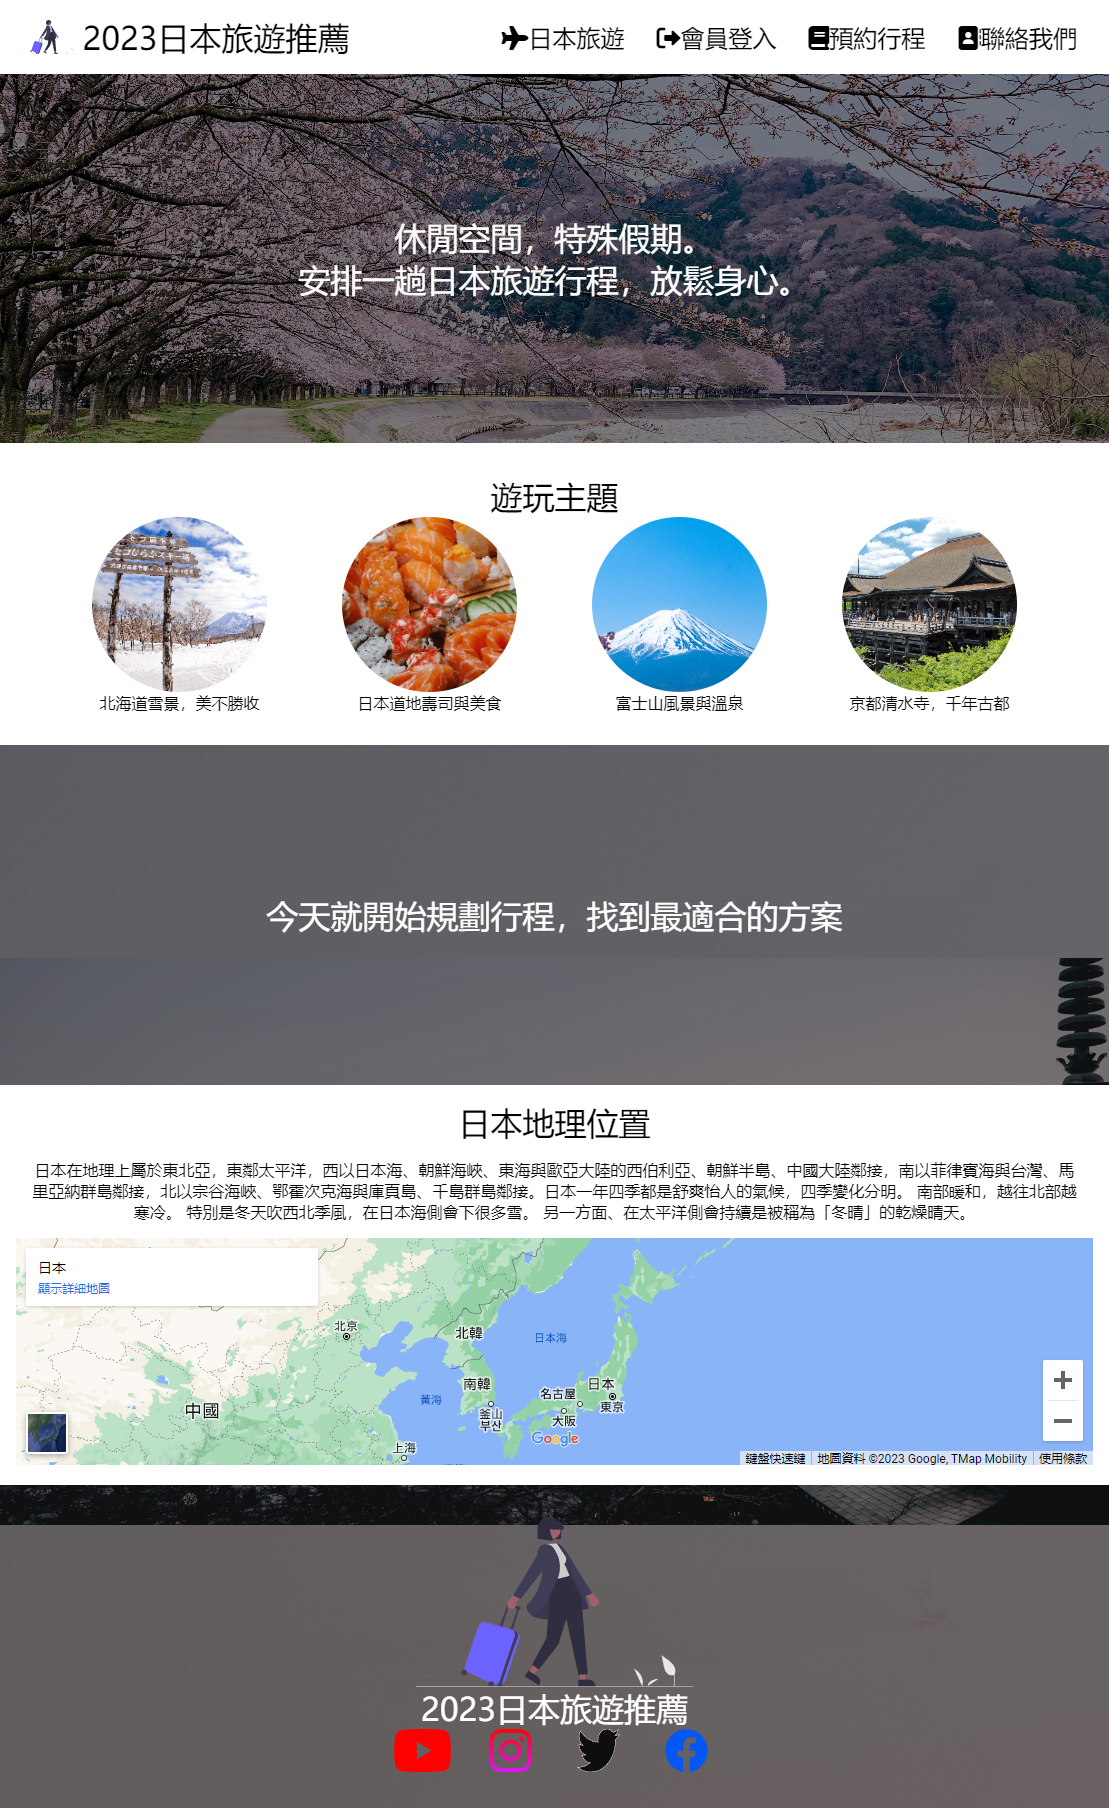 2023日本旅遊推薦
日本旅遊 會員登入 預約行程 聯絡我們
休閒空間，特殊假期。
安排一趟日本旅遊行程，放鬆身心。
遊玩主題
北海道雪景，美不勝收
日本道地壽司與美食
富士山風景與溫泉
京都清水寺，千年古都
今天就開始規劃行程，找到最適合的方案
日本地理位置
日本在地理上屬於東北亞，東鄰太平洋，西以日本海、朝鮮海峽、東海與歐亞大陸的西伯利亞、朝鮮半島、中國大陸鄰接，南以菲律賓海與台灣、馬
里亞納群島鄰接，北以宗谷海峽、鄂霍次克海與庫頁島、千島群島鄰接。日本一年四季都是舒爽怡人的氣候，四季變化分明。 南部暖和，越往北部越
寒冷。 特別是冬天吹西北季風，在日本海側會下很多雪。 另一方面、在太平洋側會持續是被稱為「冬晴」的乾燥晴天。
日本
顯示詳細地圖
北京
北韓
日本海
南韓
名古屋
日本
黃海
東京
中國
釜山
부산
大阪
Google
上海
鍵盤快速鍵 地圖資料 ©2023 Google, TMap Mobility 使用條款
2023日本旅遊推薦